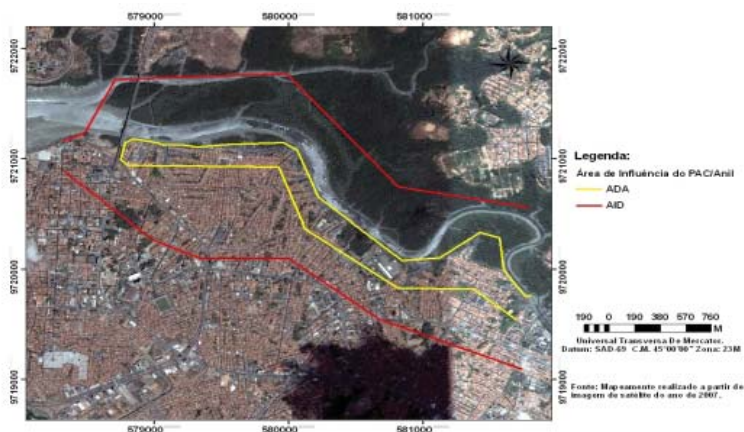 579000 580000 581000
9722000 9722000
9721000 9721000
9720000 9720000
9719000 9719000
579000 580000 581000
Legenda:
Área de Influência do PAC/Anil
ADA
AID
190 0 190 380 570 760
M
Universal Transversa De Mercator.
Datum: SAD-69 C.M. 45°00'00" Zona: 23M
Fonte: Mapeamento realizado a partir de
imagem de satélite do ano de 2007.